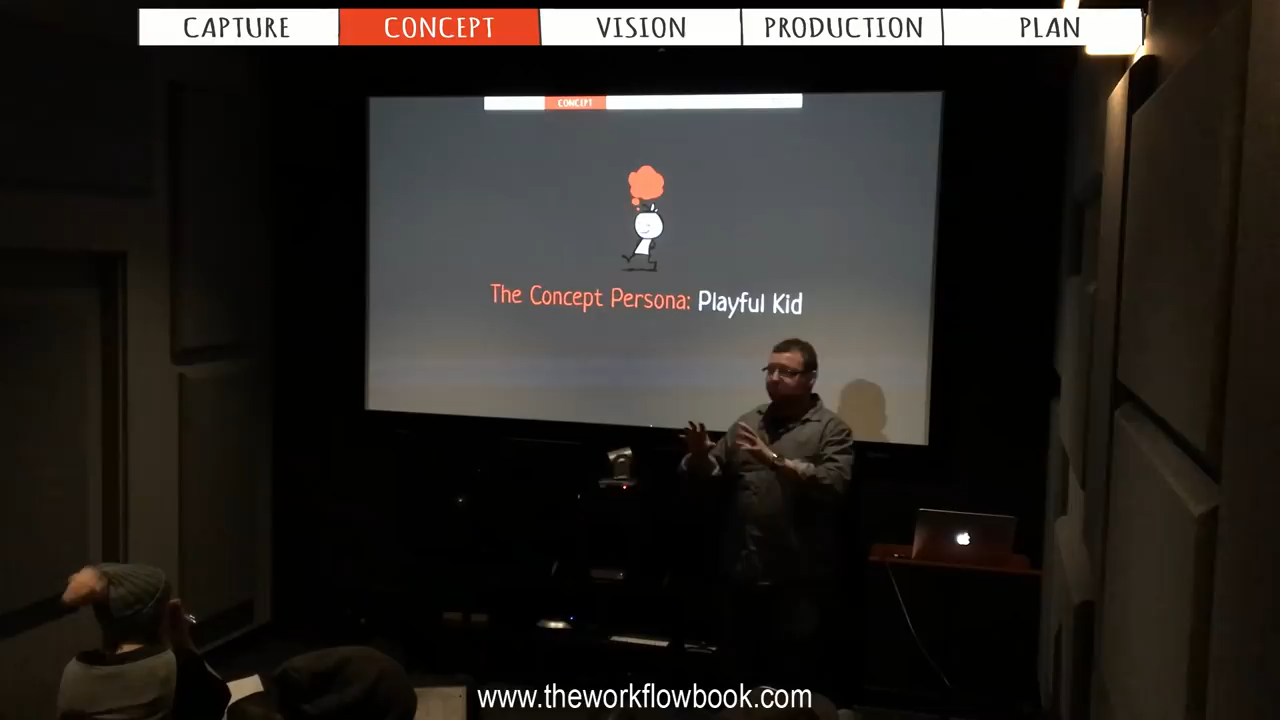 CAPTURE CONCEPT VISION PRODUCTION PLAN
CONCEPT
The Concept Persona: Playful Kid
www.theworkflowbook.com